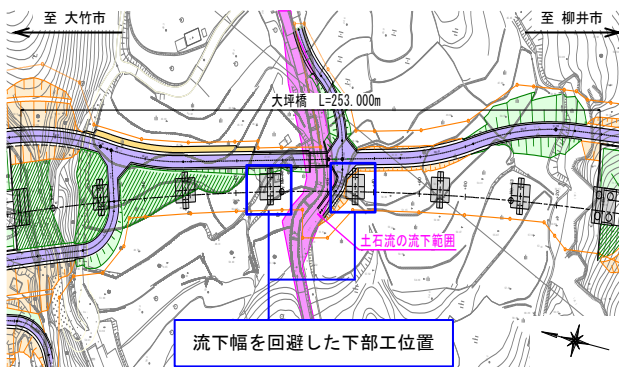 至 大竹市
至 柳井市
大坪橋 L=253.000m
土石流の流下範囲
流下幅を回避した下部工位置